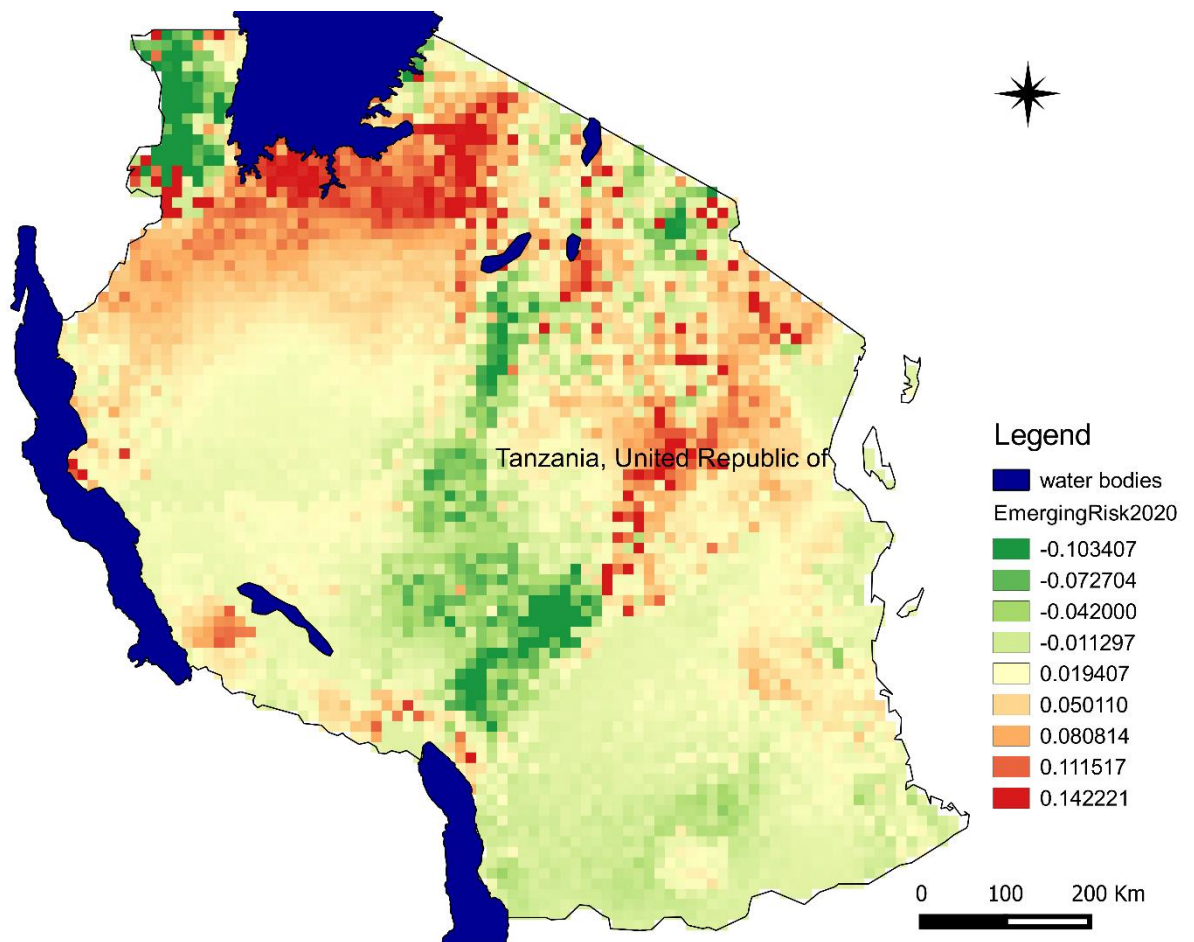 Tanzania, United Republic of
Legend
water bodies
EmergingRisk2020
-0.103407
-0.072704
-0.042000
-0.011297
0.019407
0.050110
0.080814
0.111517
0.142221
0 100 200 Km